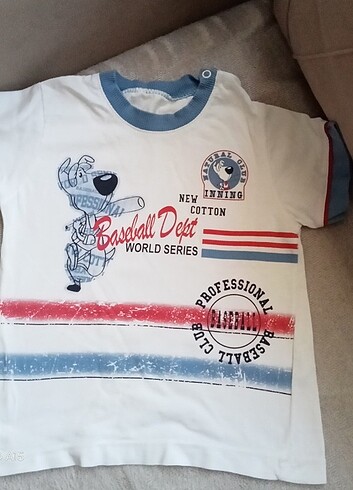 NATURAL CLUB
INNING
NEW
COTTON
Baseball Dept
WORLD SERIES
PROFESSIONAL
BASEBALL
BASEBALL CLUB